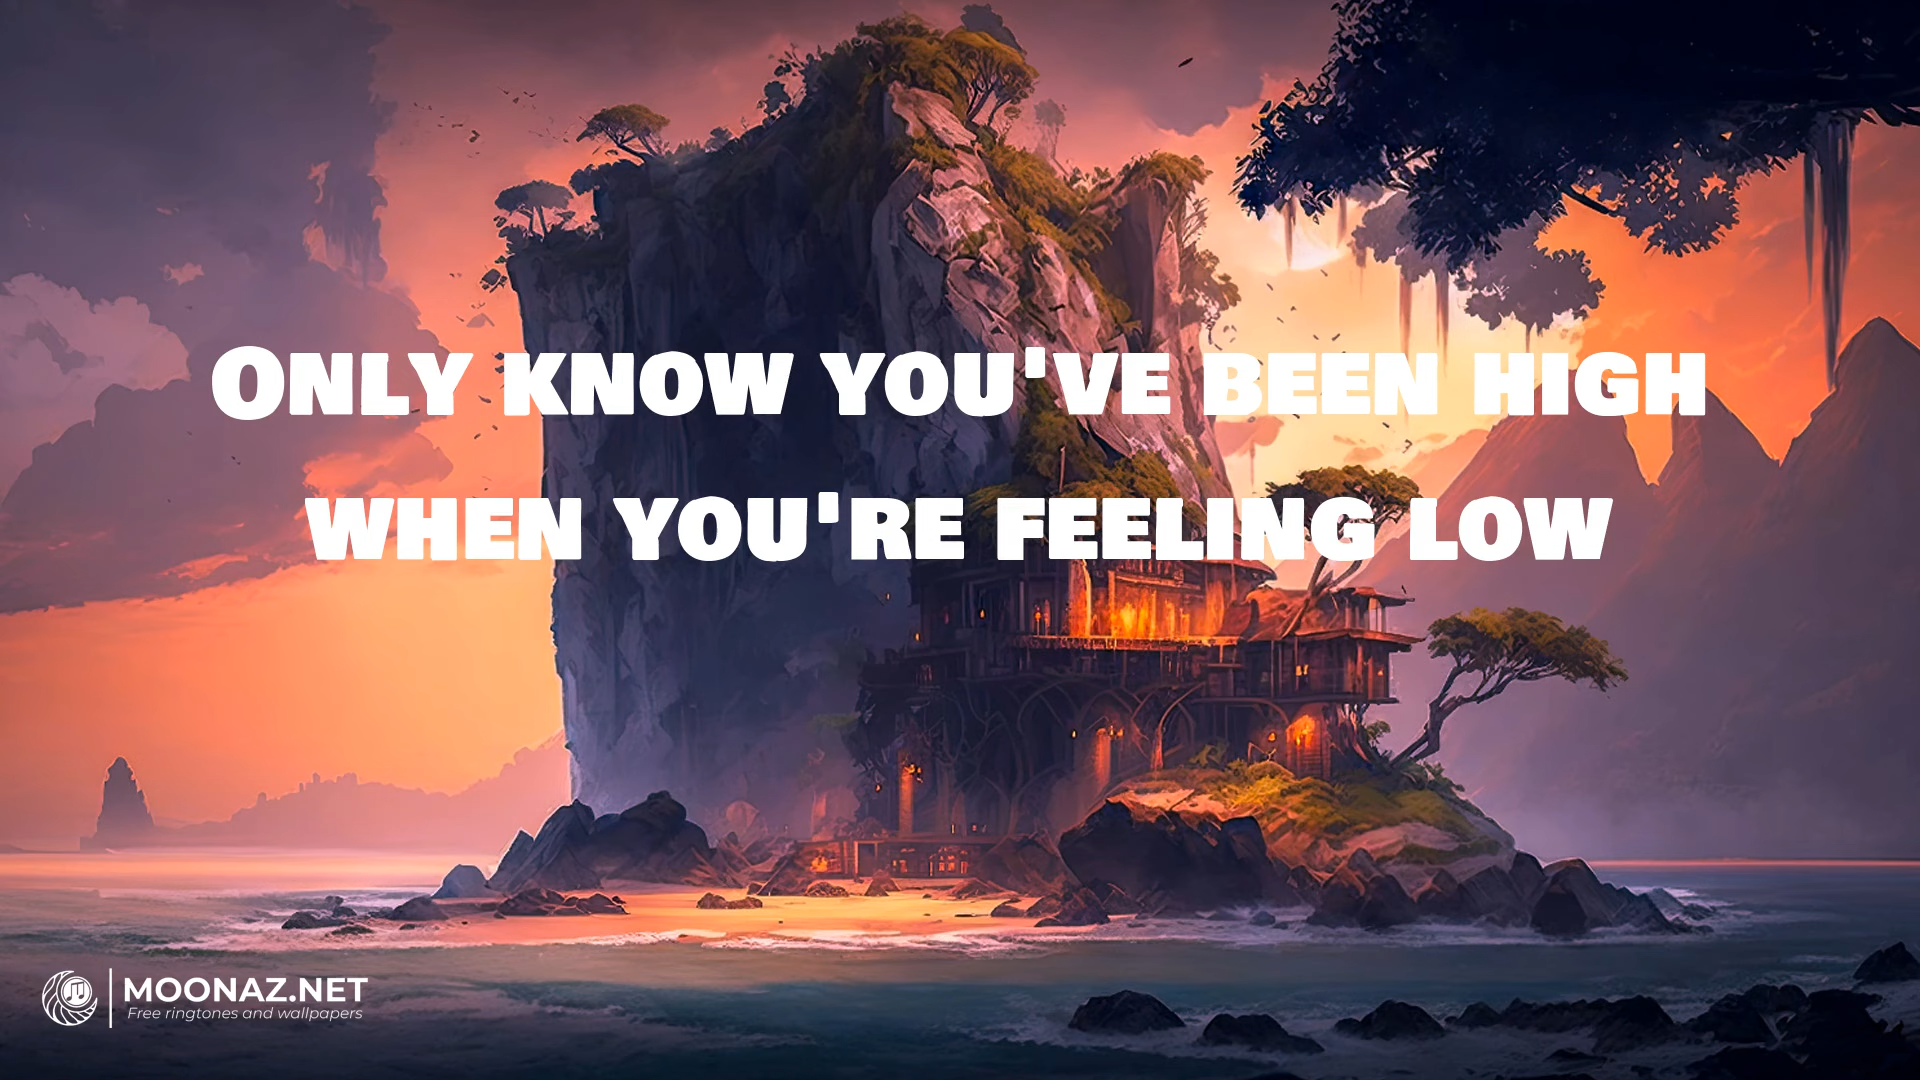 Only know you've been high
when you're feeling low
MOONAZ.NET
Free ringtones and wallpapers